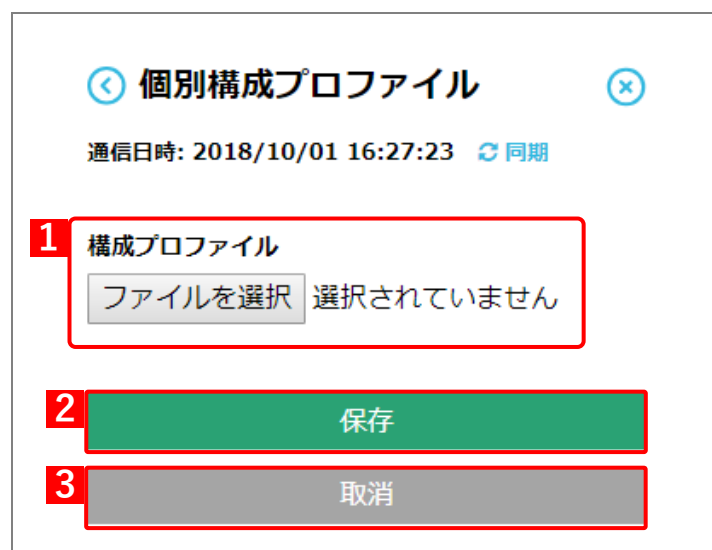 個別構成プロファイル
通信日時: 2018/10/01 16:27:23 同期
1
構成プロファイル
ファイルを選択 選択されていません
2 保存
3 取消